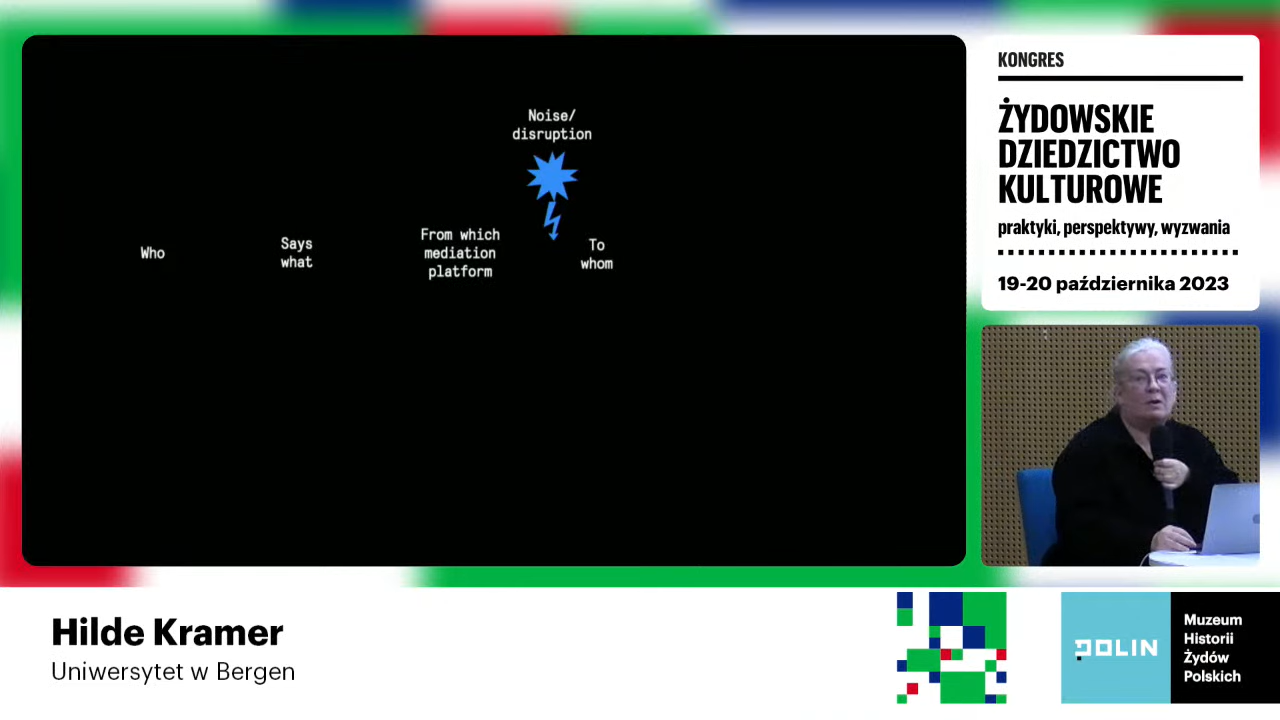 Noise/
disruption
Who
Says
what
From which
mediation
platform
To
whom
KONGRES
ŻYDOWSKIE
DZIEDZICTWO
KULTUROWE
praktyki, perspektywy, wyzwania
19-20 października 2023
Hilde Kramer
Uniwersytet w Bergen
POLIN
Muzeum
Historii
Żydów
Polskich